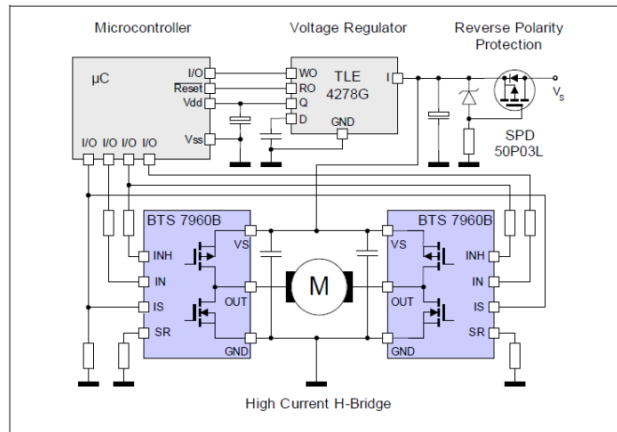 Microcontroller
Voltage Regulator
Reverse Polarity
Protection
µC
I/O
Reset
Vdd
Vss
I/O I/O I/O I/O
WO
RO
Q
D
TLE
4278G
GND
I
VS
SPD
50P03L
BTS 7960B
INH
IN
IS
SR
VS
OUT
GND
M
BTS 7960B
VS
OUT
GND
INH
IN
IS
SR
High Current H-Bridge